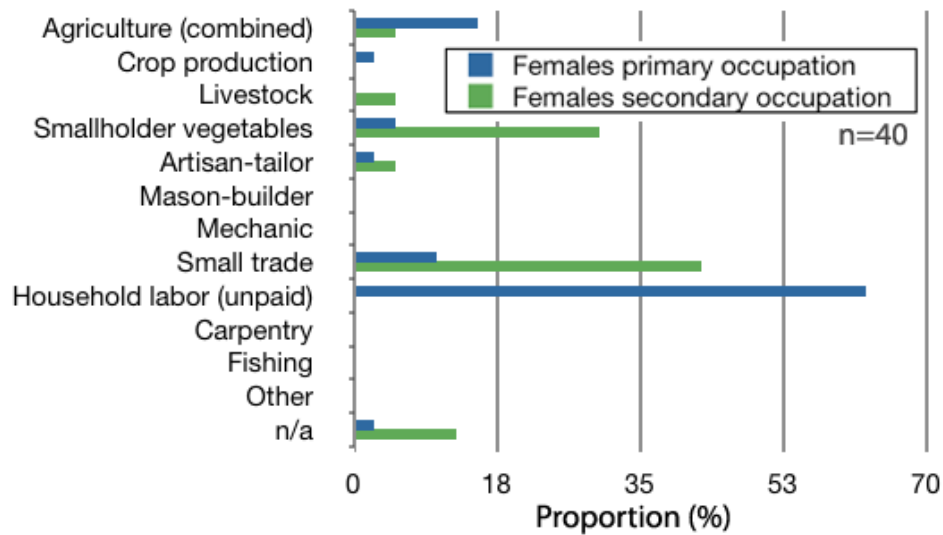 Agriculture (combined)
Crop production
Livestock
Smallholder vegetables
Artisan-tailor
Mason-builder
Mechanic
Small trade
Household labor (unpaid)
Carpentry
Fishing
Other
n/a
Females primary occupation
Females secondary occupation
n=40
0 18 35 53 70
Proportion (%)